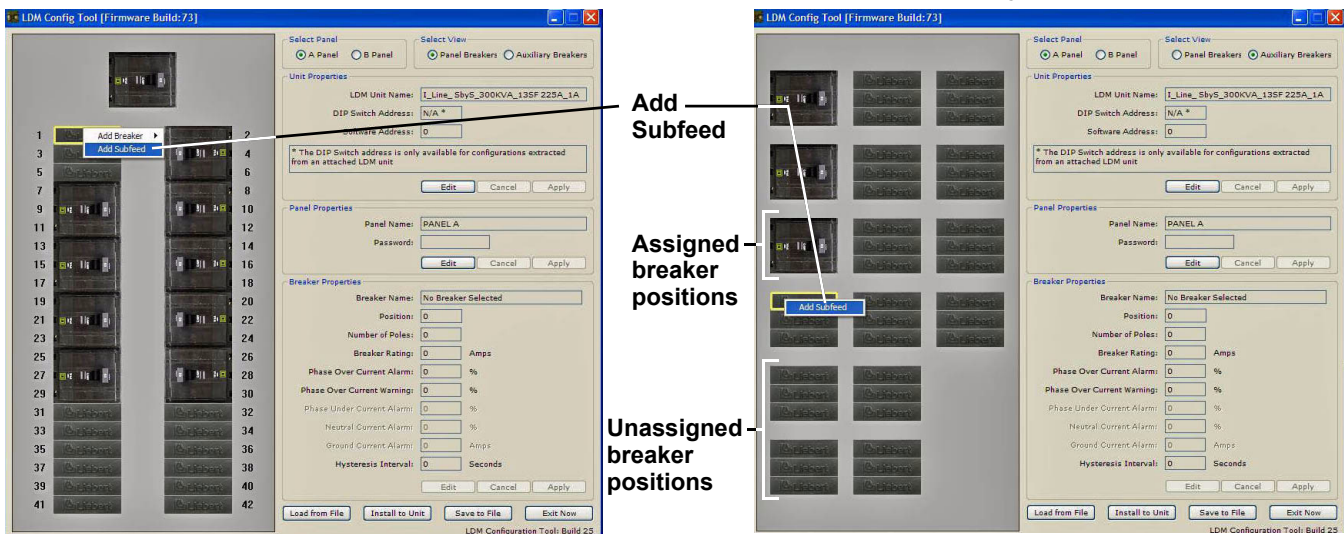 LDM Config Tool [Firmware Build:73]
Select Panel
A Panel B Panel
Select View
Panel Breakers Auxiliary Breakers
Unit Properties
LDM Unit Name: I_Line_ SbyS_300KVA_13SF 225A_1A
DIP Switch Address: N/A *
Software Address: 0
* The DIP Switch address is only available for configurations extracted
from an attached LDM unit
Edit Cancel Apply
Panel Properties
Panel Name: PANEL A
Password:
Edit Cancel Apply
Breaker Properties
Breaker Name: No Breaker Selected
Position: 0
Number of Poles: 0
Breaker Rating: 0 Amps
Phase Over Current Alarm: 0 %
Phase Over Current Warning: 0 %
Phase Under Current Alarm: 0 %
Neutral Current Alarm: 0 %
Ground Current Alarm: 0 Amps
Hysteresis Interval: 0 Seconds
Edit Cancel Apply
Load from File Install to Unit Save to File Exit Now
LDM Configuration Tool: Build 25
1 2
Add Breaker
Add Subfeed
3 4
5 6
7 8
9 10
11 12
13 14
15 16
17 18
19 20
21 22
23 24
25 26
27 28
29 30
31 32
33 34
35 36
37 38
39 40
41 42
Add
Subfeed
Assigned
breaker
positions
Unassigned
breaker
positions
LDM Config Tool [Firmware Build:73]
Add Subfeed
Select Panel
A Panel B Panel
Select View
Panel Breakers Auxiliary Breakers
Unit Properties
LDM Unit Name: I_Line_ SbyS_300KVA_13SF 225A_1A
DIP Switch Address: N/A *
Software Address: 0
* The DIP Switch address is only available for configurations extracted
from an attached LDM unit
Edit Cancel Apply
Panel Properties
Panel Name: PANEL A
Password:
Edit Cancel Apply
Breaker Properties
Breaker Name: No Breaker Selected
Position: 0
Number of Poles: 0
Breaker Rating: 0 Amps
Phase Over Current Alarm: 0 %
Phase Over Current Warning: 0 %
Phase Under Current Alarm: 0 %
Neutral Current Alarm: 0 %
Ground Current Alarm: 0 Amps
Hysteresis Interval: 0 Seconds
Edit Cancel Apply
Load from File Install to Unit Save to File Exit Now
LDM Configuration Tool: Build 25